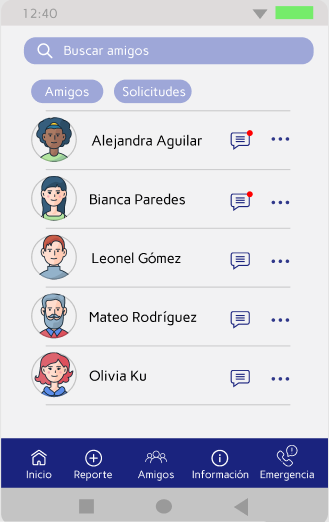 12:40
Buscar amigos
Amigos Solicitudes
Alejandra Aguilar
Bianca Paredes
Leonel Gómez
Mateo Rodríguez
Olivia Ku
Inicio Reporte Amigos Información Emergencia